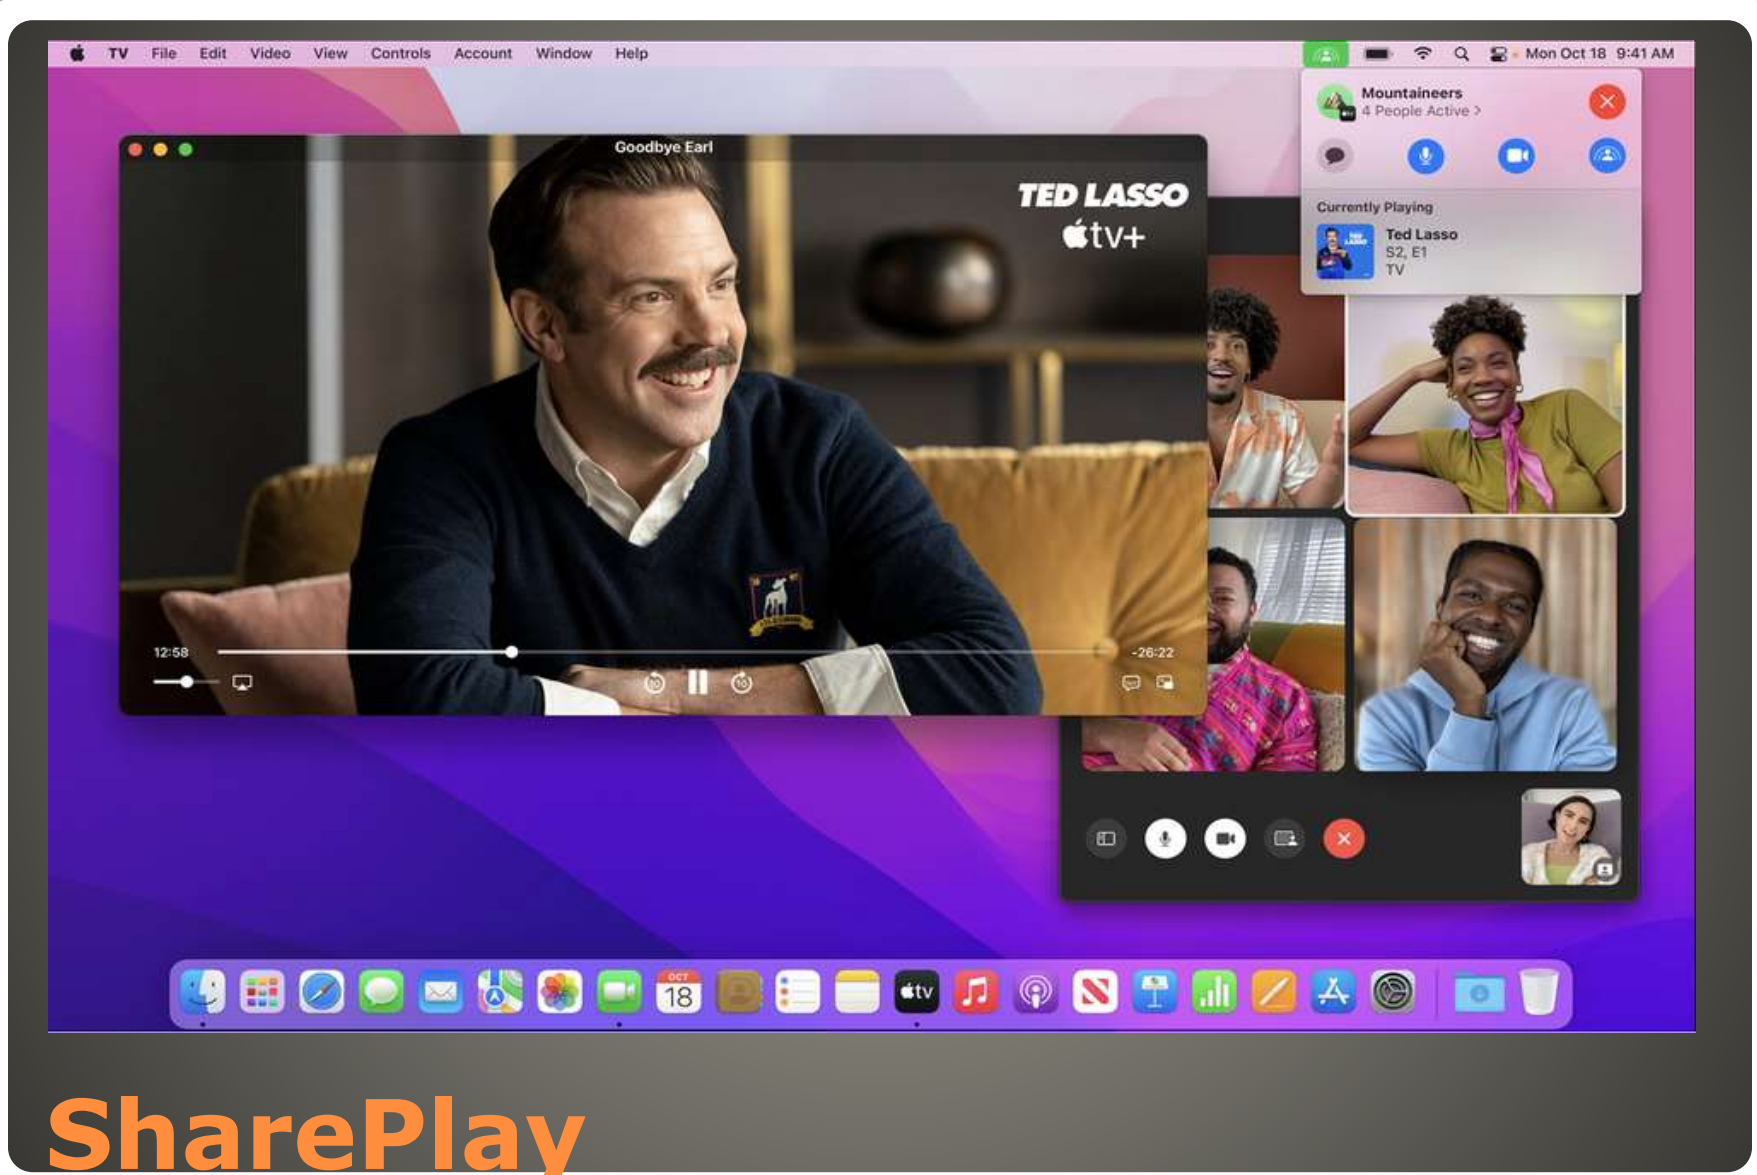 TV File Edit Video View Controls Account Window Help Mon Oct 18 9:41 AM
Mountaineers
4 People Active >
Goodbye Earl
TED LASSO
tv+
Currently Playing
Ted Lasso
S2, E1
TV
12:58
-26:22
10 10
OCT
18
tv
SharePlay